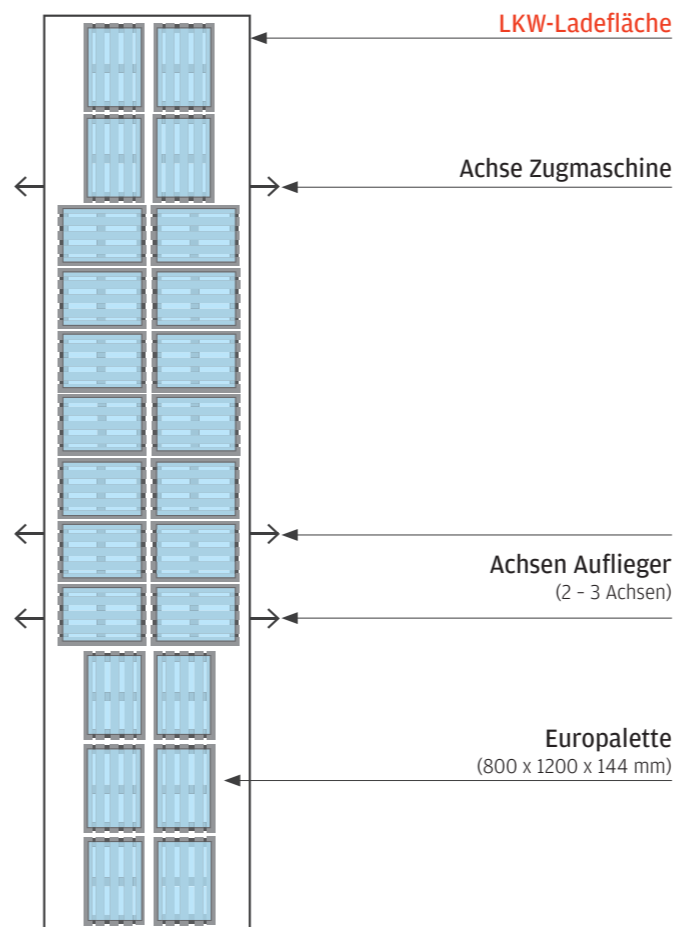 LKW-Ladefläche
Achse Zugmaschine
Achsen Auflieger
(2 – 3 Achsen)
Europalette
(800 x 1200 x 144 mm)